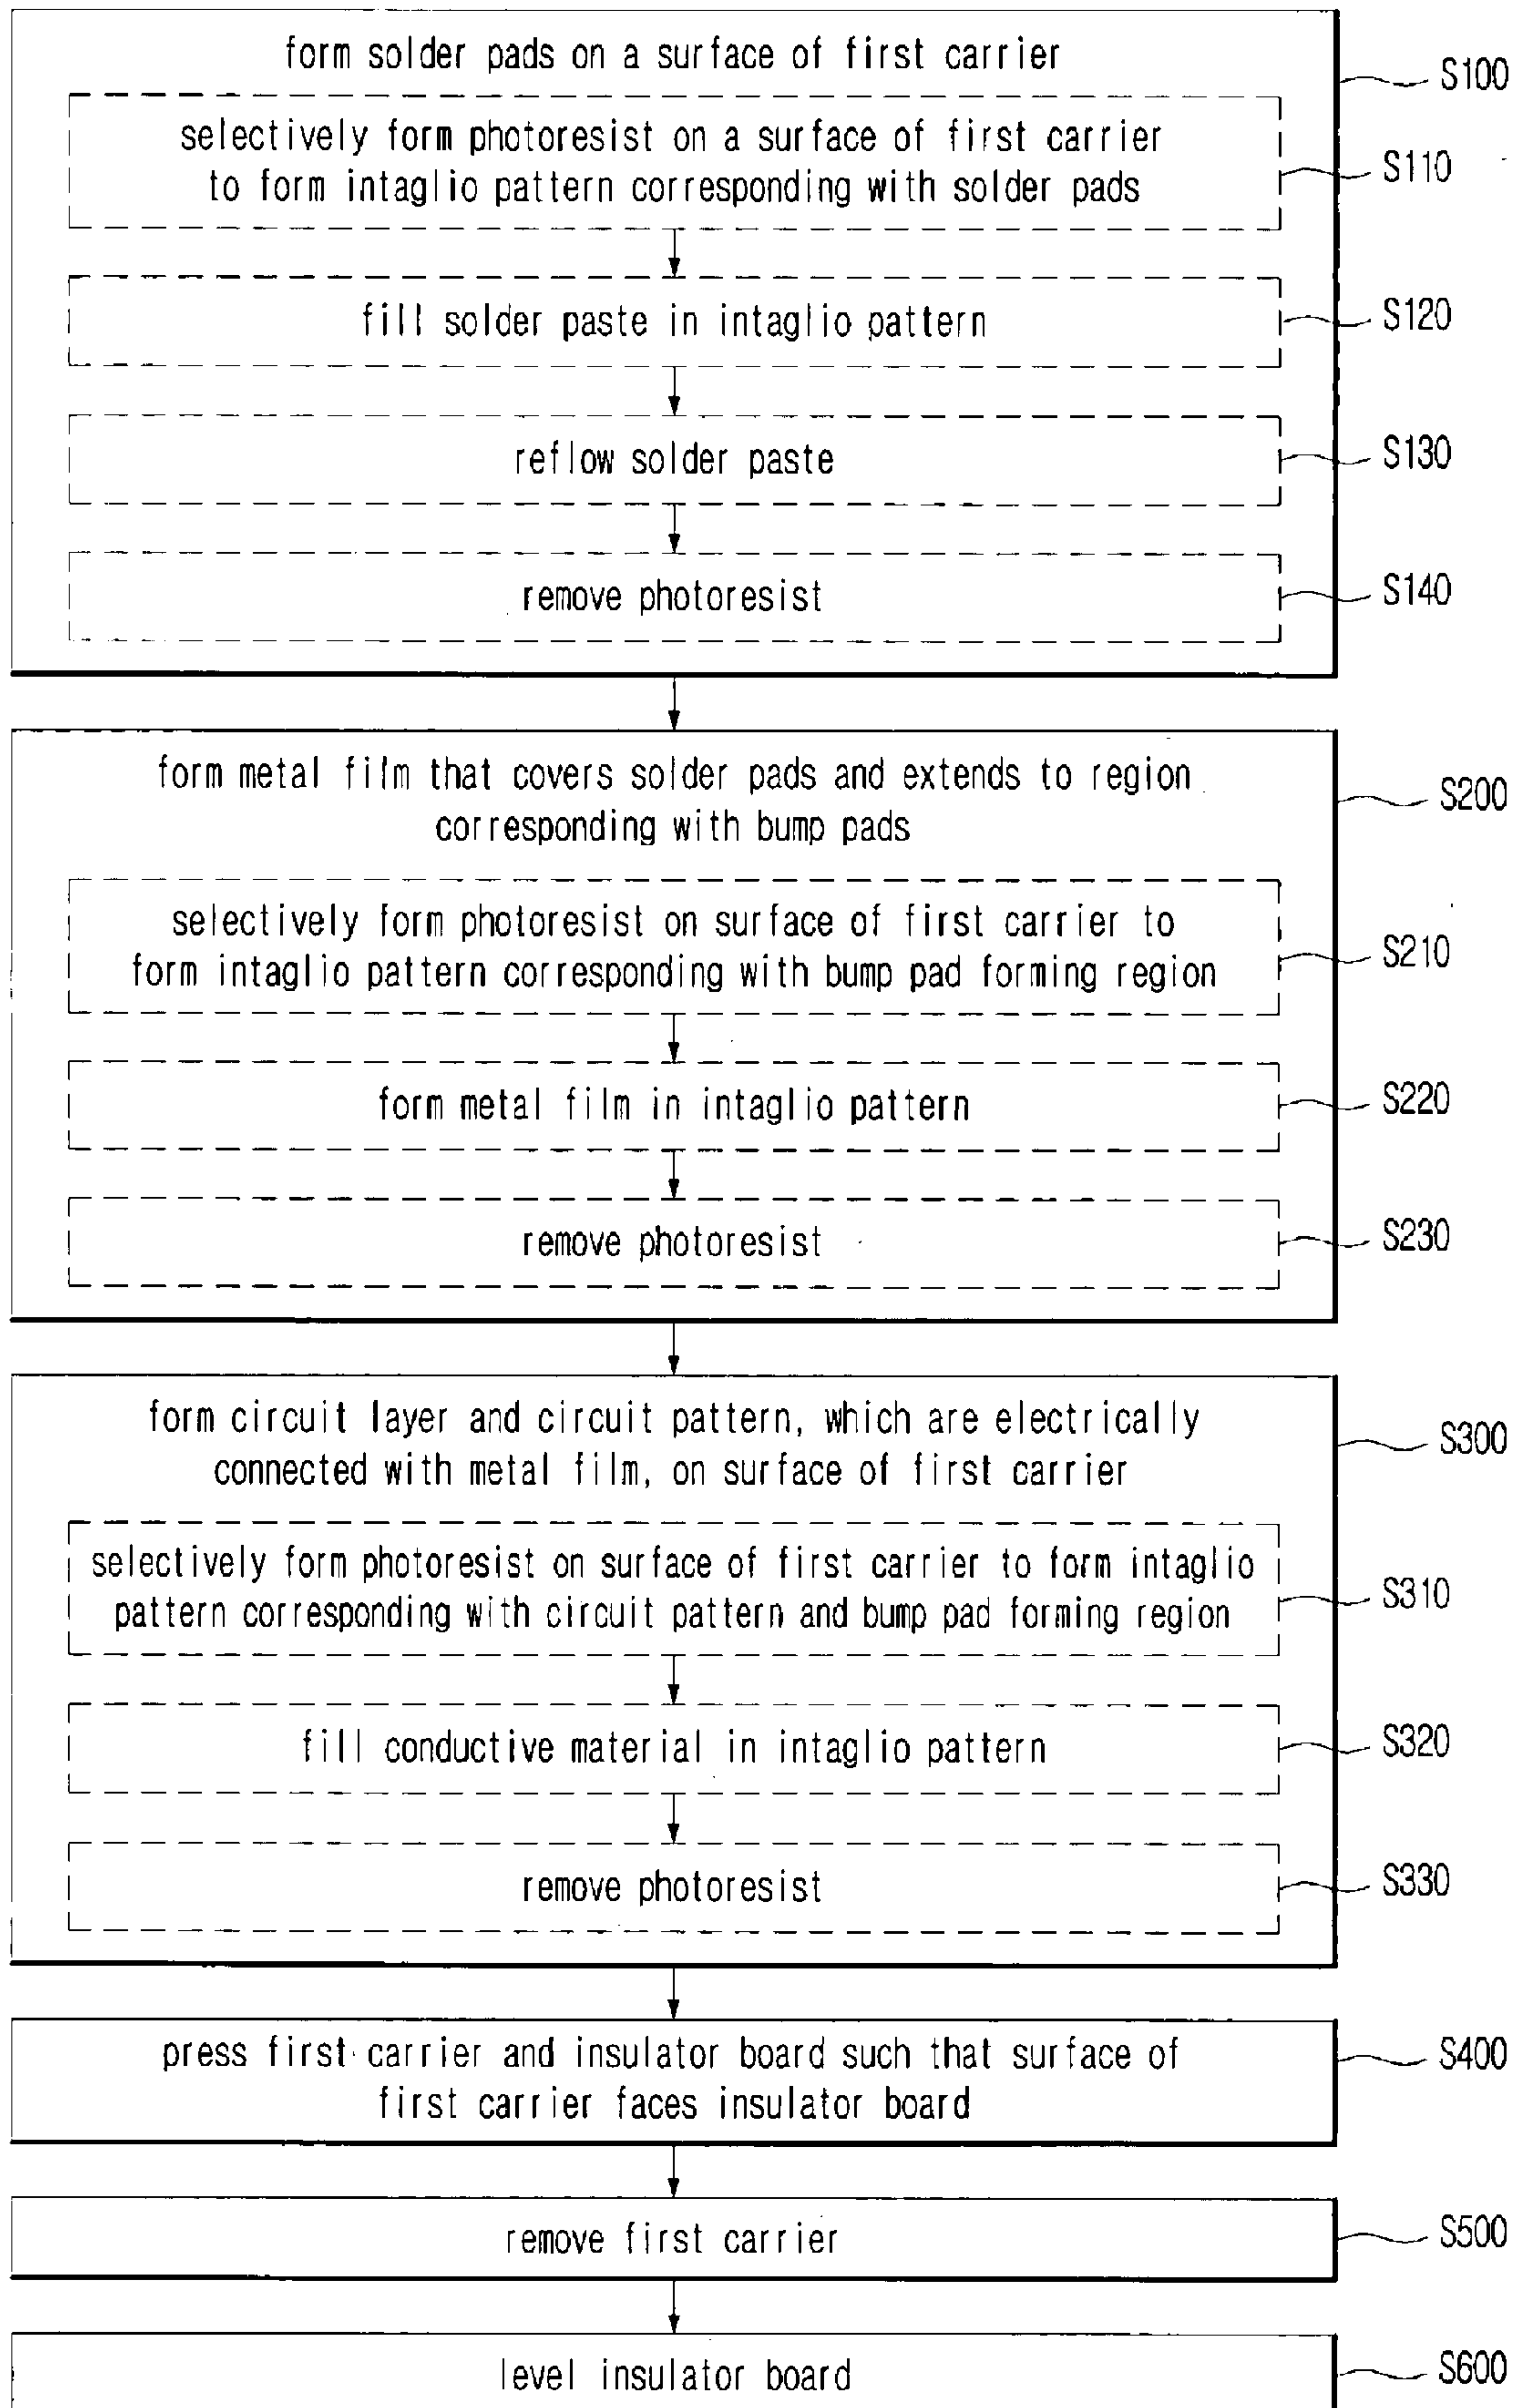 form solder pads on a surface of first carrier
S100
selectively form photoresist on a surface of first carrier
to form intaglio pattern corresponding with solder pads
S110
fill solder paste in intaglio pattern
S120
reflow solder paste
S130
remove photoresist
S140
form metal film that covers solder pads and extends to region
corresponding with bump pads
S200
selectively form photoresist on surface of first carrier to
form intaglio pattern corresponding with bump pad forming region
S210
form metal film in intaglio pattern
S220
remove photoresist
S230
form circuit layer and circuit pattern, which are electrically
connected with metal film, on surface of first carrier
S300
selectively form photoresist on surface of first carrier to form intaglio
pattern corresponding with circuit pattern and bump pad forming region
S310
fill conductive material in intaglio pattern
S320
remove photoresist
S330
press first carrier and insulator board such that surface of
first carrier faces insulator board
S400
remove first carrier
S500
level insulator board
S600